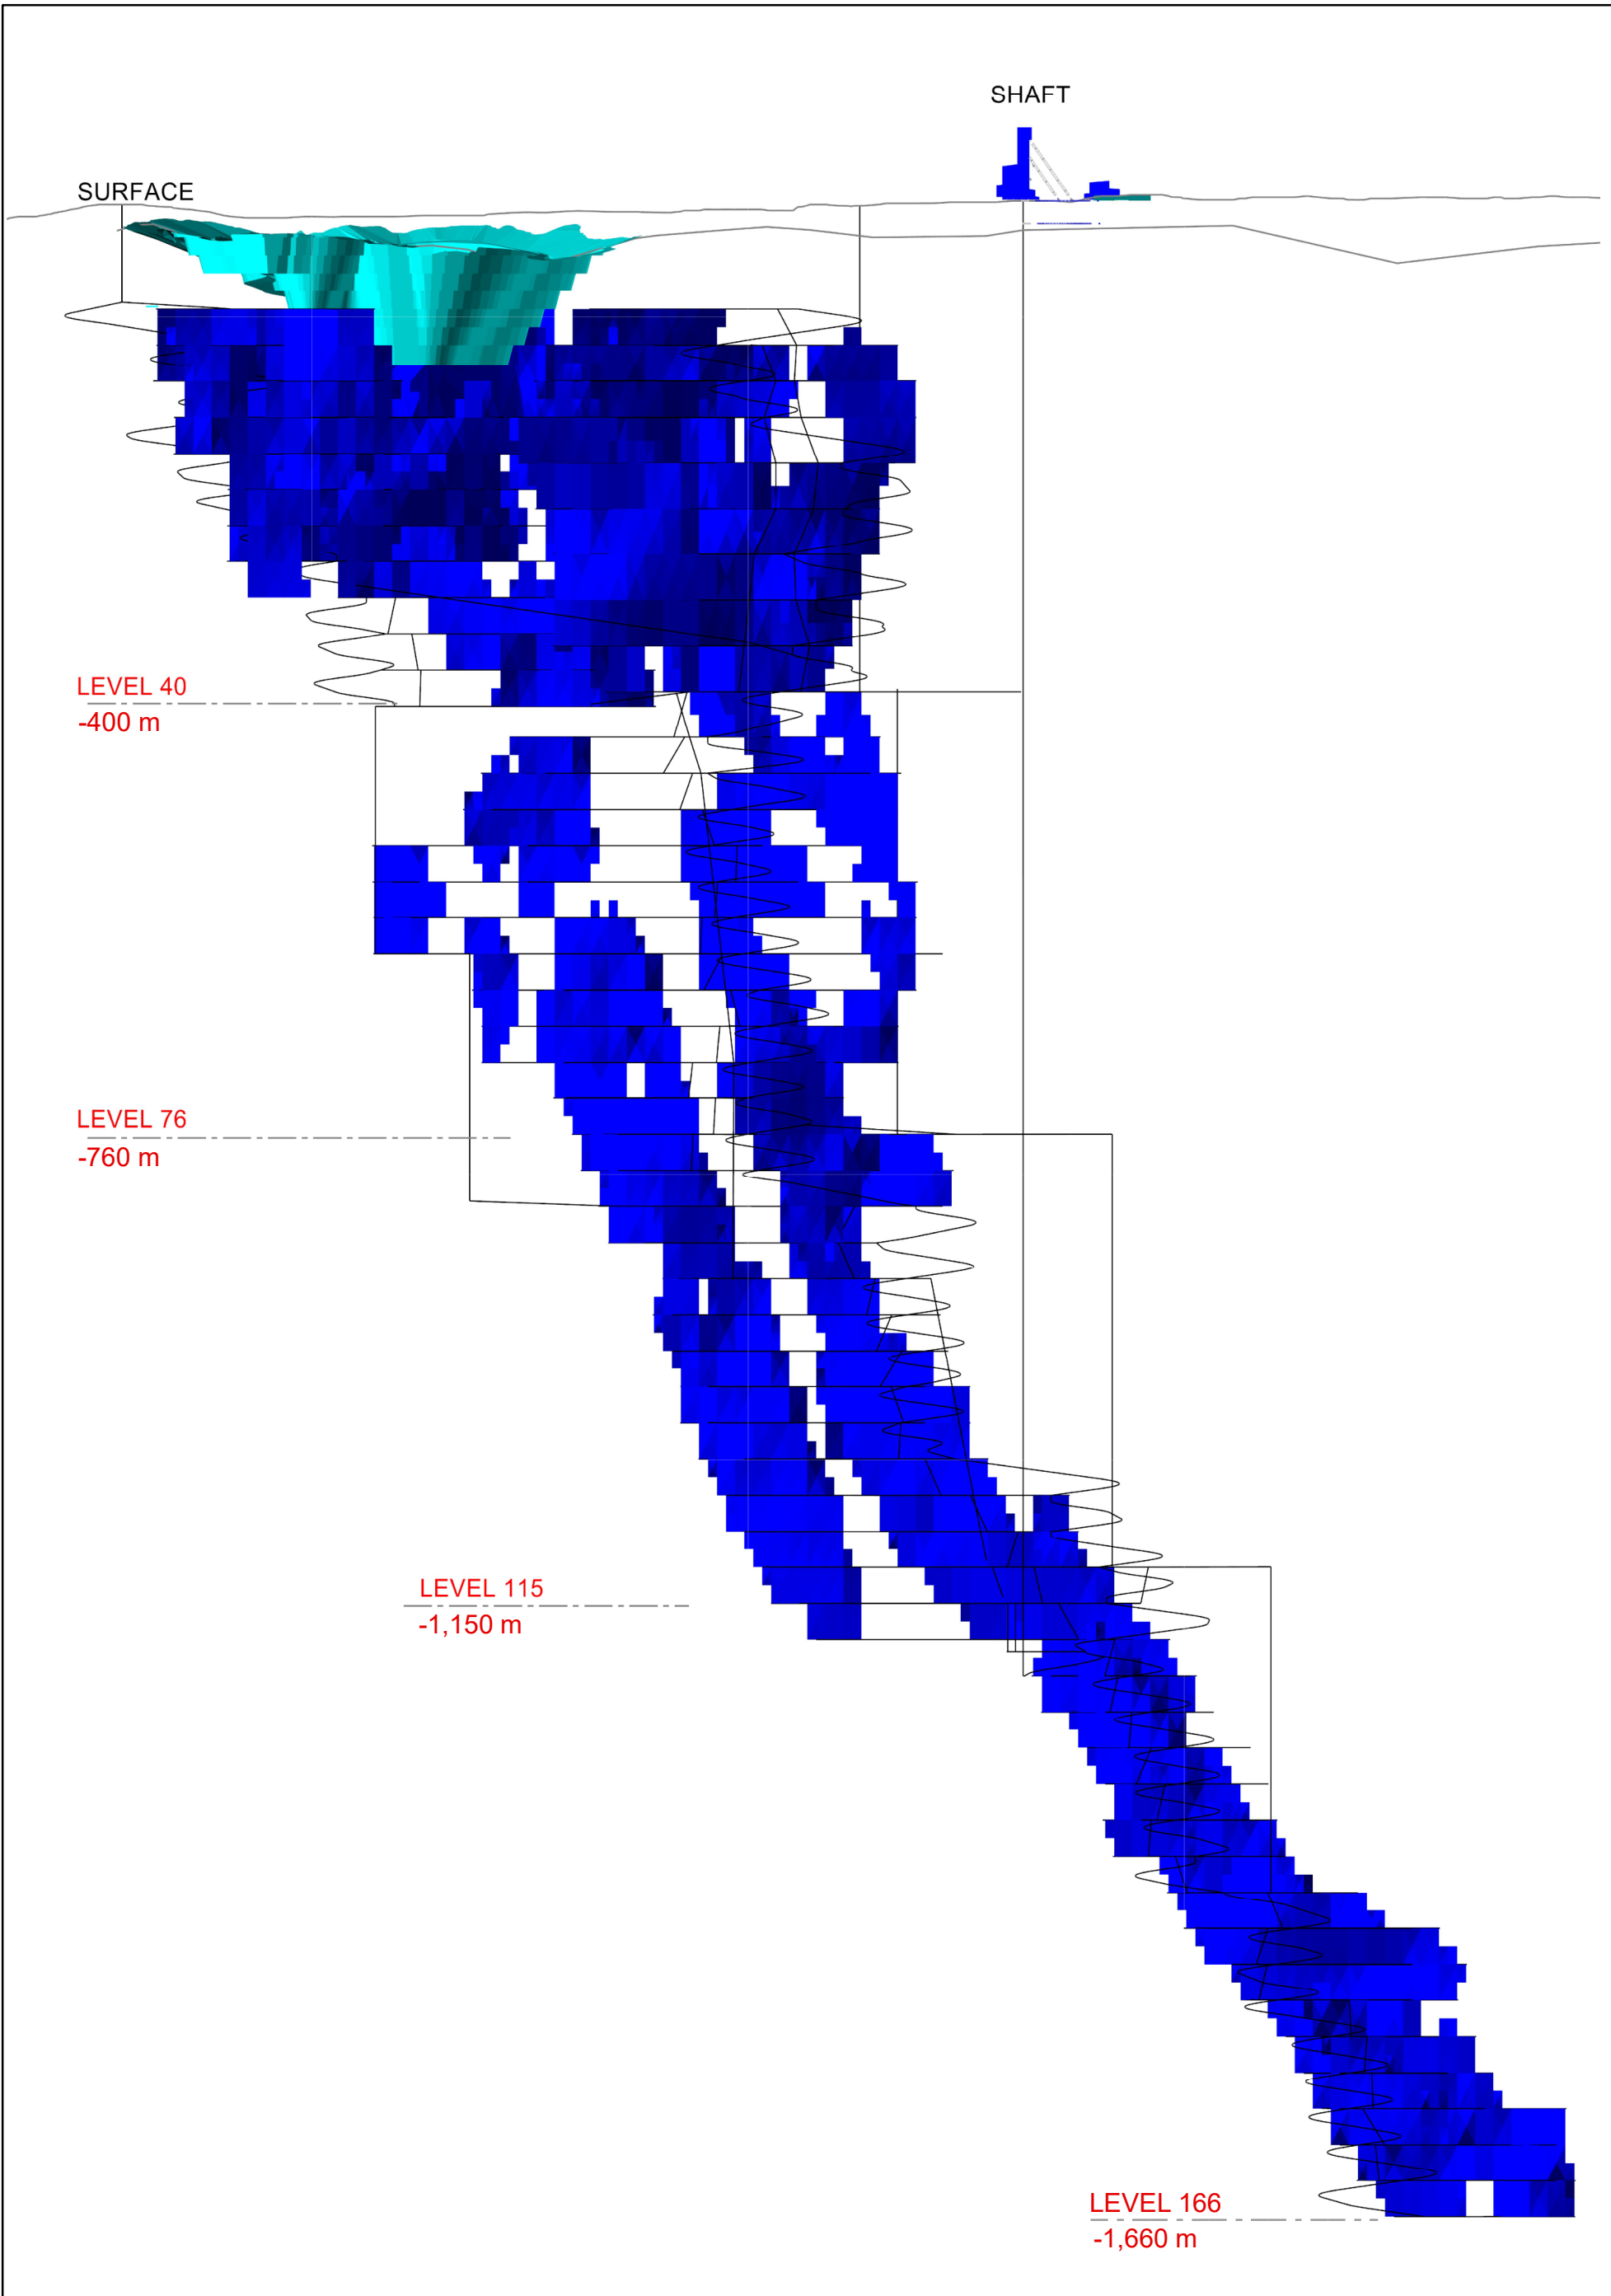 SHAFT
SURFACE
LEVEL 40
-400 m
LEVEL 76
-760 m
LEVEL 115
-1,150 m
LEVEL 166
-1,660 m